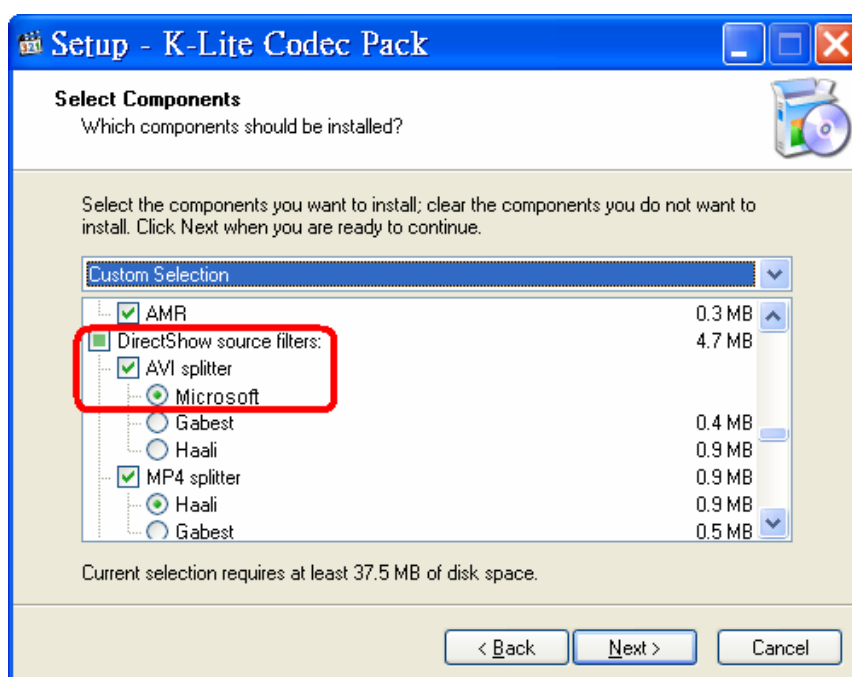 Setup - K-Lite Codec Pack
Select Components
Which components should be installed?
Select the components you want to install; clear the components you do not want to
install. Click Next when you are ready to continue.
Custom Selection
AMR 0.3 MB
DirectShow source filters: 4.7 MB
AVI splitter
Microsoft
Gabest 0.4 MB
Haali 0.9 MB
MP4 splitter 0.9 MB
Haali 0.9 MB
Gabest 0.5 MB
Current selection requires at least 37.5 MB of disk space.
< Back Next > Cancel